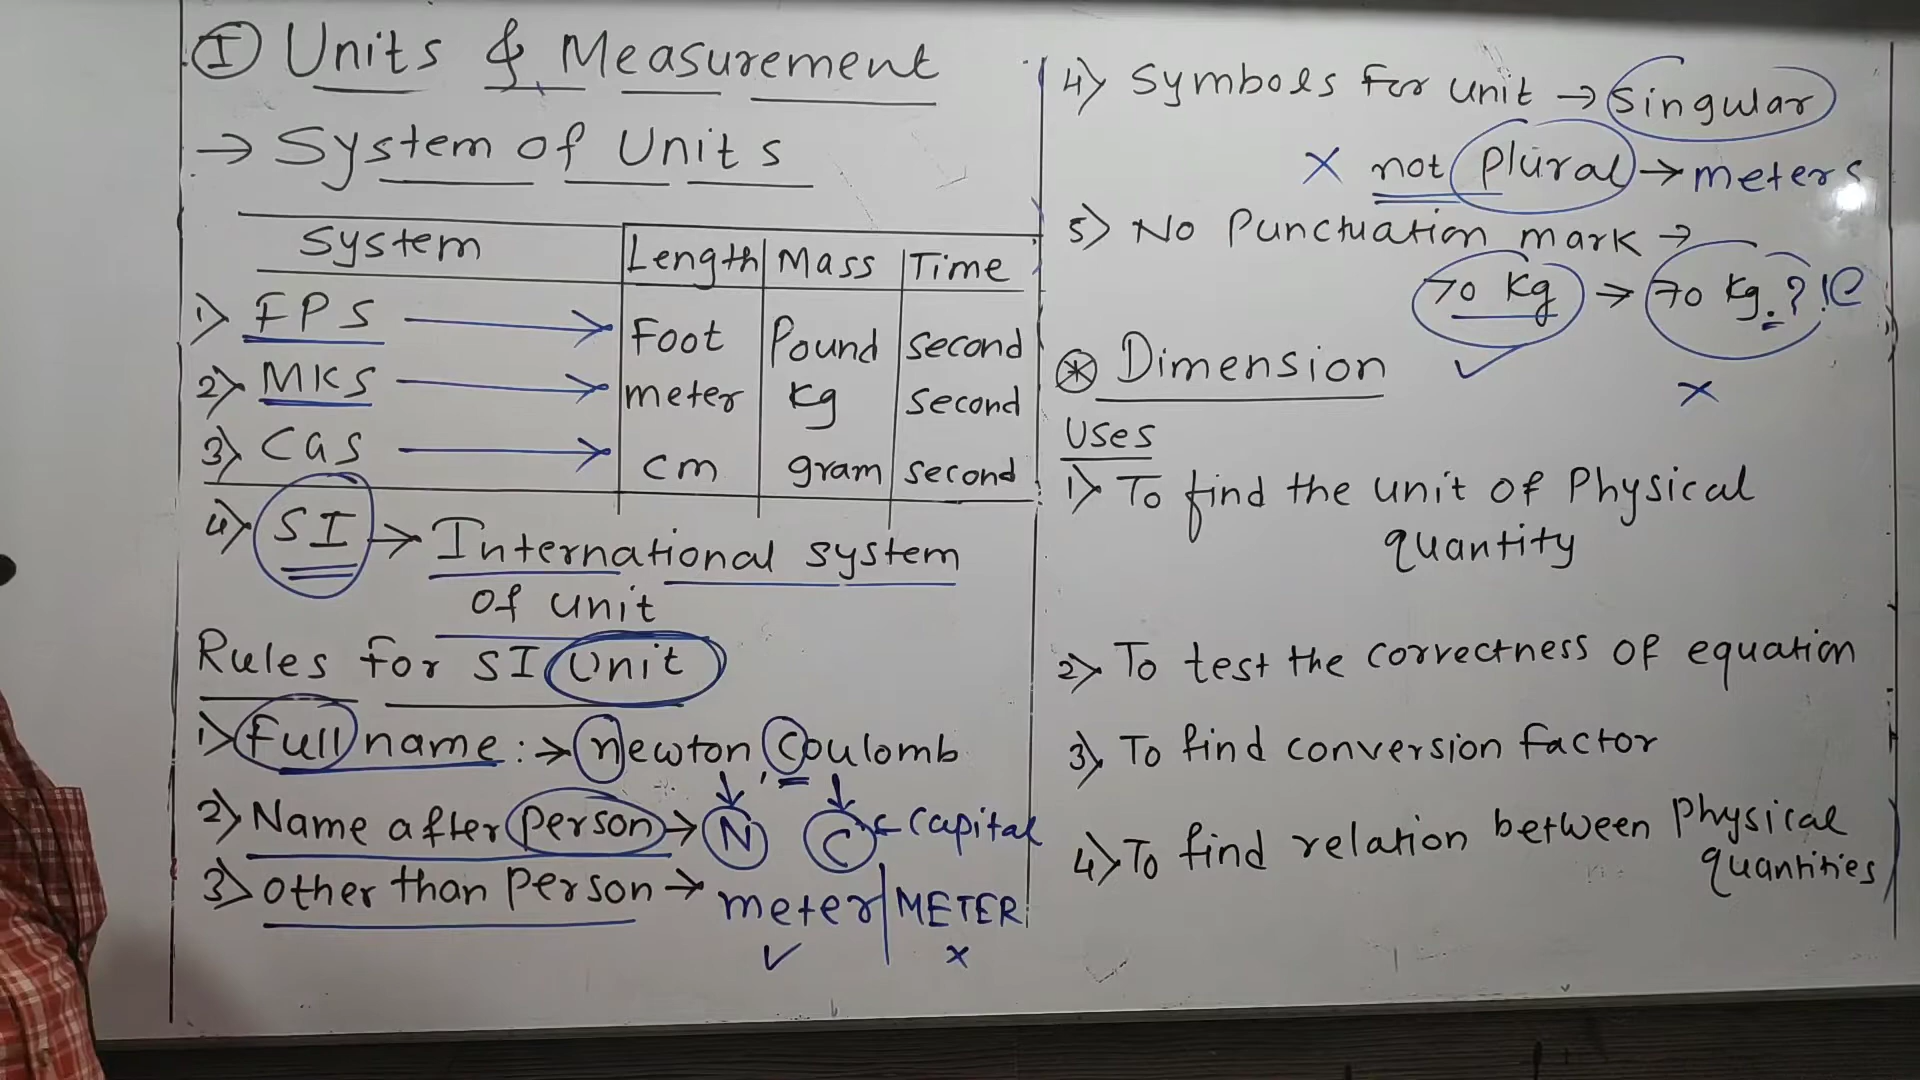 I Units & Measurement
→ System of Units
System Length Mass Time
1) FPS → Foot Pound second
2) MKS → meter kg second
3) CGS → cm gram second
4) SI → International system
of unit
Rules for SI Unit
1) Full name :→ newton, Coulomb
2) Name after person → N C ← Capital
3) other than person → meter | METER
✓ ×
4) Symbols for unit → Singular
× not plural → meters
5) No Punctuation mark →
70 kg → 70 kg. ? !
✓ ×
* Dimension
Uses
1) To find the unit of Physical
quantity
2) To test the correctness of equation
3) To find conversion factor
4) To find relation between Physical
quantities